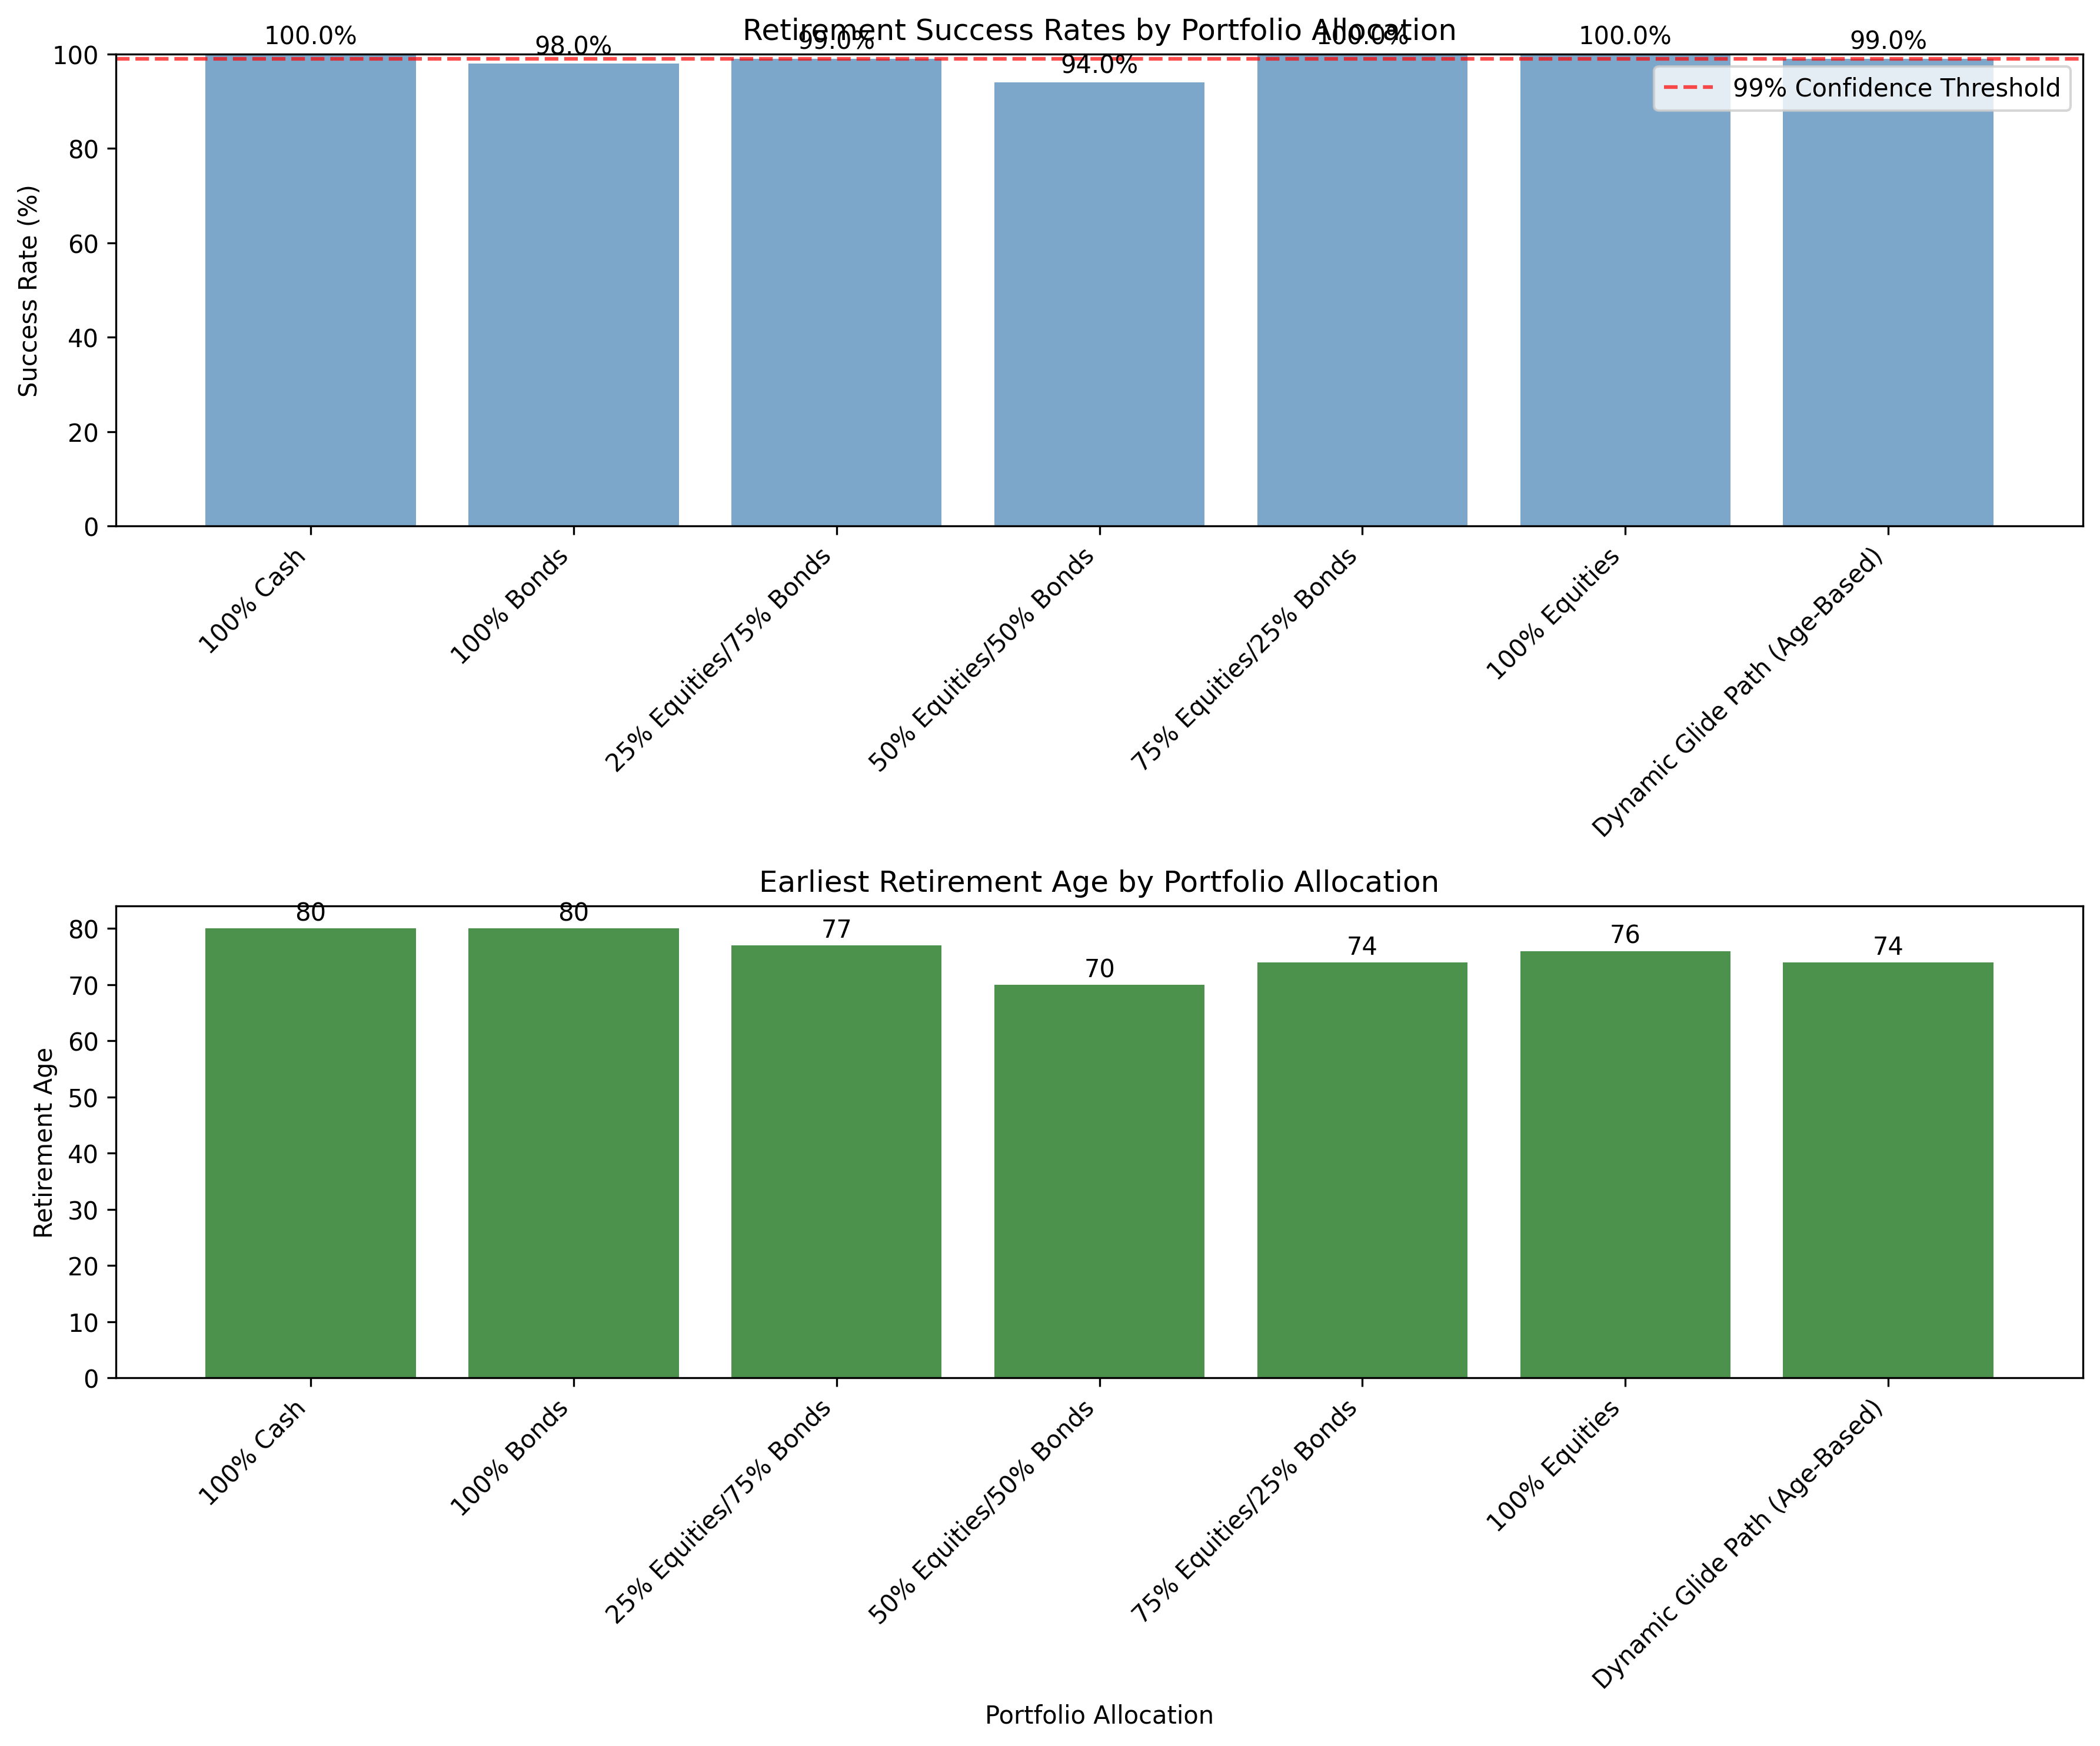 Retirement Success Rates by Portfolio Allocation
100.0%
98.0%
99.0%
94.0%
100.0%
100.0%
99.0%
99% Confidence Threshold
Success Rate (%)
100
80
60
40
20
0
100% Cash
100% Bonds
25% Equities/75% Bonds
50% Equities/50% Bonds
75% Equities/25% Bonds
100% Equities
Dynamic Glide Path (Age-Based)
Earliest Retirement Age by Portfolio Allocation
80
80
77
70
74
76
74
Retirement Age
80
70
60
50
40
30
20
10
0
100% Cash
100% Bonds
25% Equities/75% Bonds
50% Equities/50% Bonds
75% Equities/25% Bonds
100% Equities
Dynamic Glide Path (Age-Based)
Portfolio Allocation